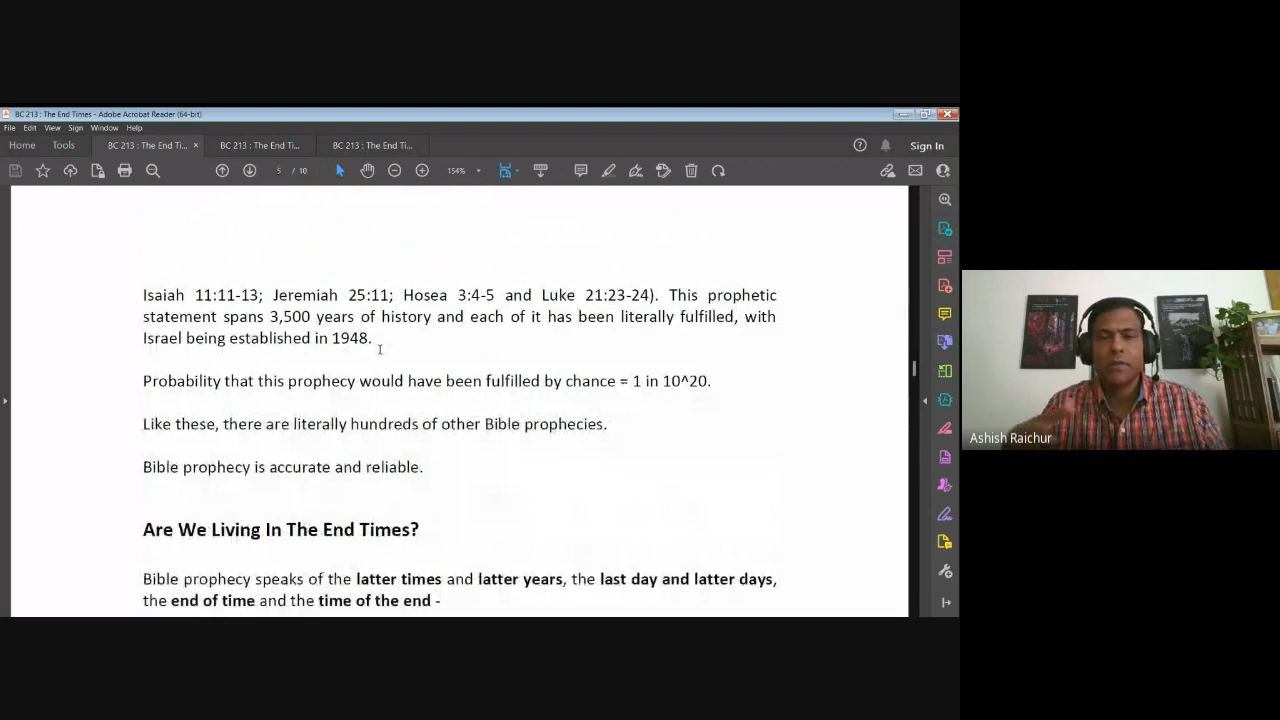 BC 213 : The End Times - Adobe Acrobat Reader (64-bit)
File Edit View Sign Window Help
Home Tools BC 213 : The End Ti... × BC 213 : The End Ti... BC 213 : The End Ti... Sign In
5 / 10 154%
Isaiah 11:11-13; Jeremiah 25:11; Hosea 3:4-5 and Luke 21:23-24). This prophetic
statement spens 3,500 years of history and each of it has been literally fulfilled, with
Israel being established in 1948.
Probability that this prophecy would have been fulfilled by chance = 1 in 10^20.
Like these, there are literally hundreds of other Bible prophecies.
Bible prophecy is accurate and reliable.
Are We Living In The End Times?
Bible prophecy speaks of the latter times and latter years, the last day and latter days,
the end of time and the time of the end -
Ashish Raichur